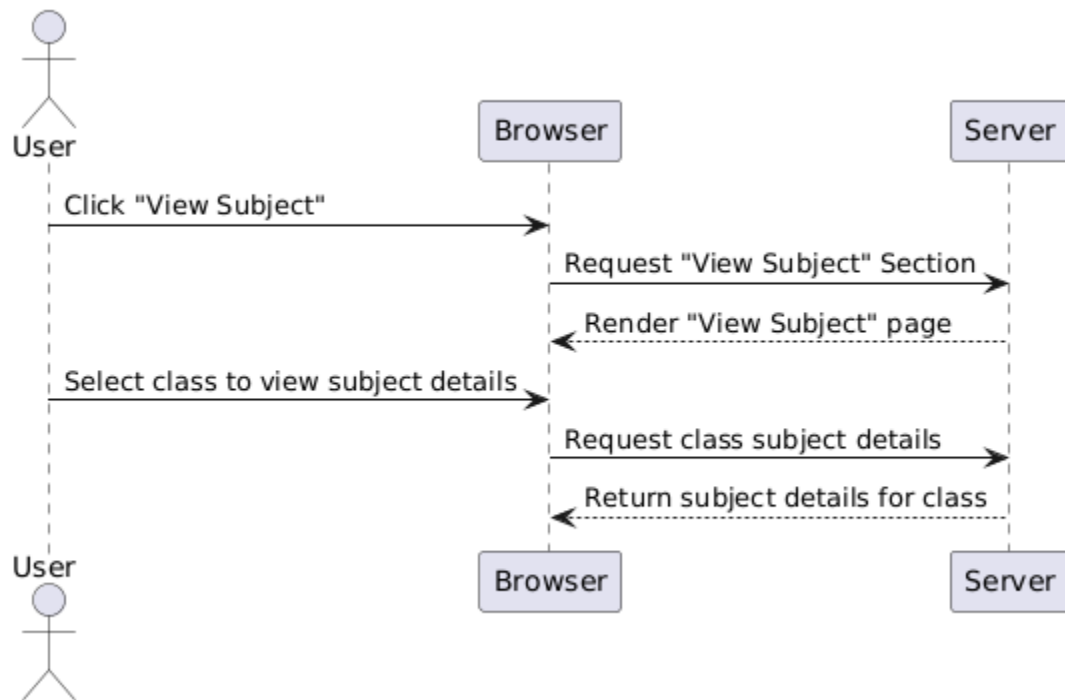 User
Browser
Server
Click "View Subject"
Request "View Subject" Section
Render "View Subject" page
Select class to view subject details
Request class subject details
Return subject details for class
User
Browser
Server